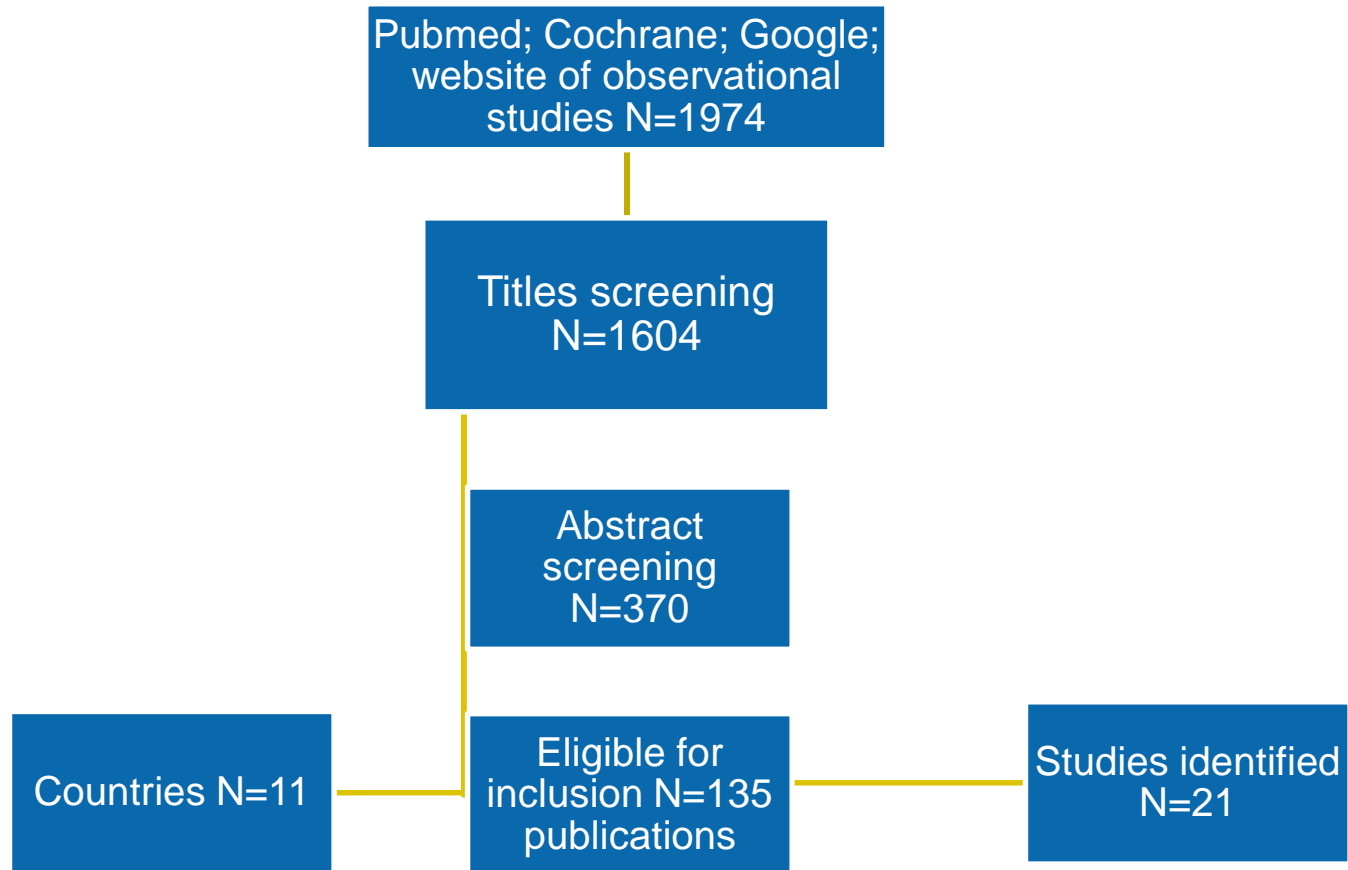 Pubmed; Cochrane; Google;
website of observational
studies N=1974
Titles screening
N=1604
Abstract
screening
N=370
Countries N=11
Eligible for
inclusion N=135
publications
Studies identified
N=21